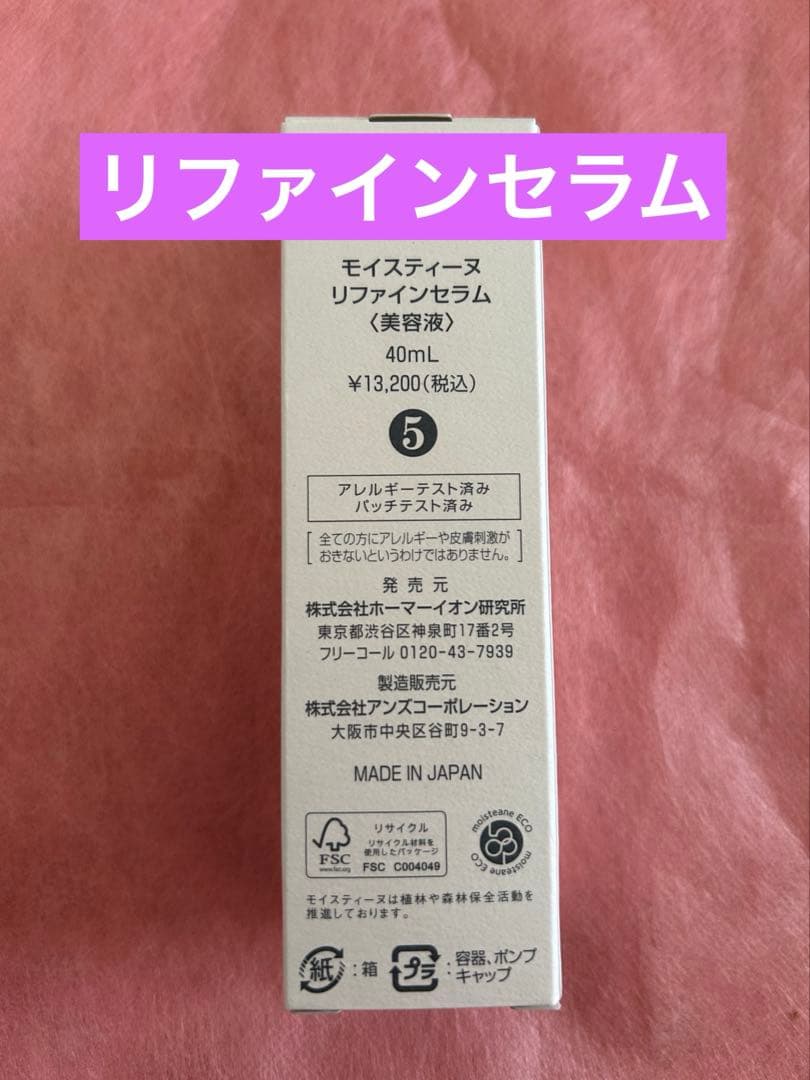 リファインセラム
モイスティーヌ
リファインセラム
〈美容液〉
40mL
¥13,200(税込)
5
アレルギーテスト済み
パッチテスト済み
全ての方にアレルギーや皮膚刺激が
おきないというわけではありません。
発売元
株式会社ホーマーイオン研究所
東京都渋谷区神泉町17番2号
フリーコール 0120-43-7939
製造販売元
株式会社アンズコーポレーション
大阪市中央区谷町9-3-7
MADE IN JAPAN
リサイクル
リサイクル材料を
使用したパッケージ
FSC
www.fsc.org
FSC C004049
moisteane ECO
moisteane ECO
モイスティーヌは植林や森林保全活動を
推進しております。
紙:箱
プラ:容器、ポンプ
キャップ